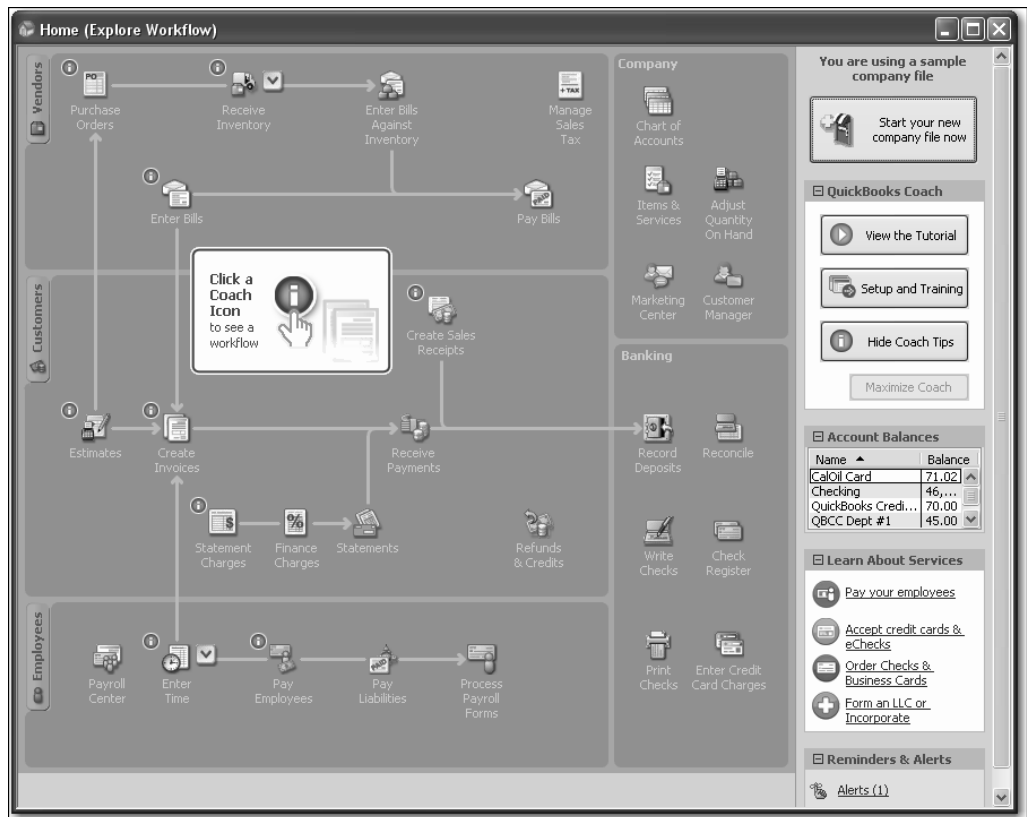 Home (Explore Workflow)
Vendors
PO
Purchase
Orders
Receive
Inventory
Enter Bills
Against
Inventory
+ TAX
Manage
Sales
Tax
Enter Bills
PAID
Pay Bills
Customers
Click a
Coach
Icon
to see a
workflow
Create Sales
Receipts
Estimates
Create
Invoices
Receive
Payments
$
Statement
Charges
%
Finance
Charges
Statements
Refunds
& Credits
Employees
Payroll
Center
Enter
Time
Pay
Employees
PAID
Pay
Liabilities
Process
Payroll
Forms
Company
Chart of
Accounts
Items &
Services
Adjust
Quantity
On Hand
Marketing
Center
Customer
Manager
Banking
Record
Deposits
Reconcile
Write
Checks
Check
Register
Print
Checks
Enter Credit
Card Charges
You are using a sample
company file
Start your new
company file now
QuickBooks Coach
View the Tutorial
Setup and Training
Hide Coach Tips
Maximize Coach
Account Balances
Name Balance
CalOil Card 71.02
Checking 46,...
QuickBooks Credi... 70.00
QBCC Dept #1 45.00
Learn About Services
Pay your employees
Accept credit cards &
eChecks
Order Checks &
Business Cards
Form an LLC or
Incorporate
Reminders & Alerts
Alerts (1)